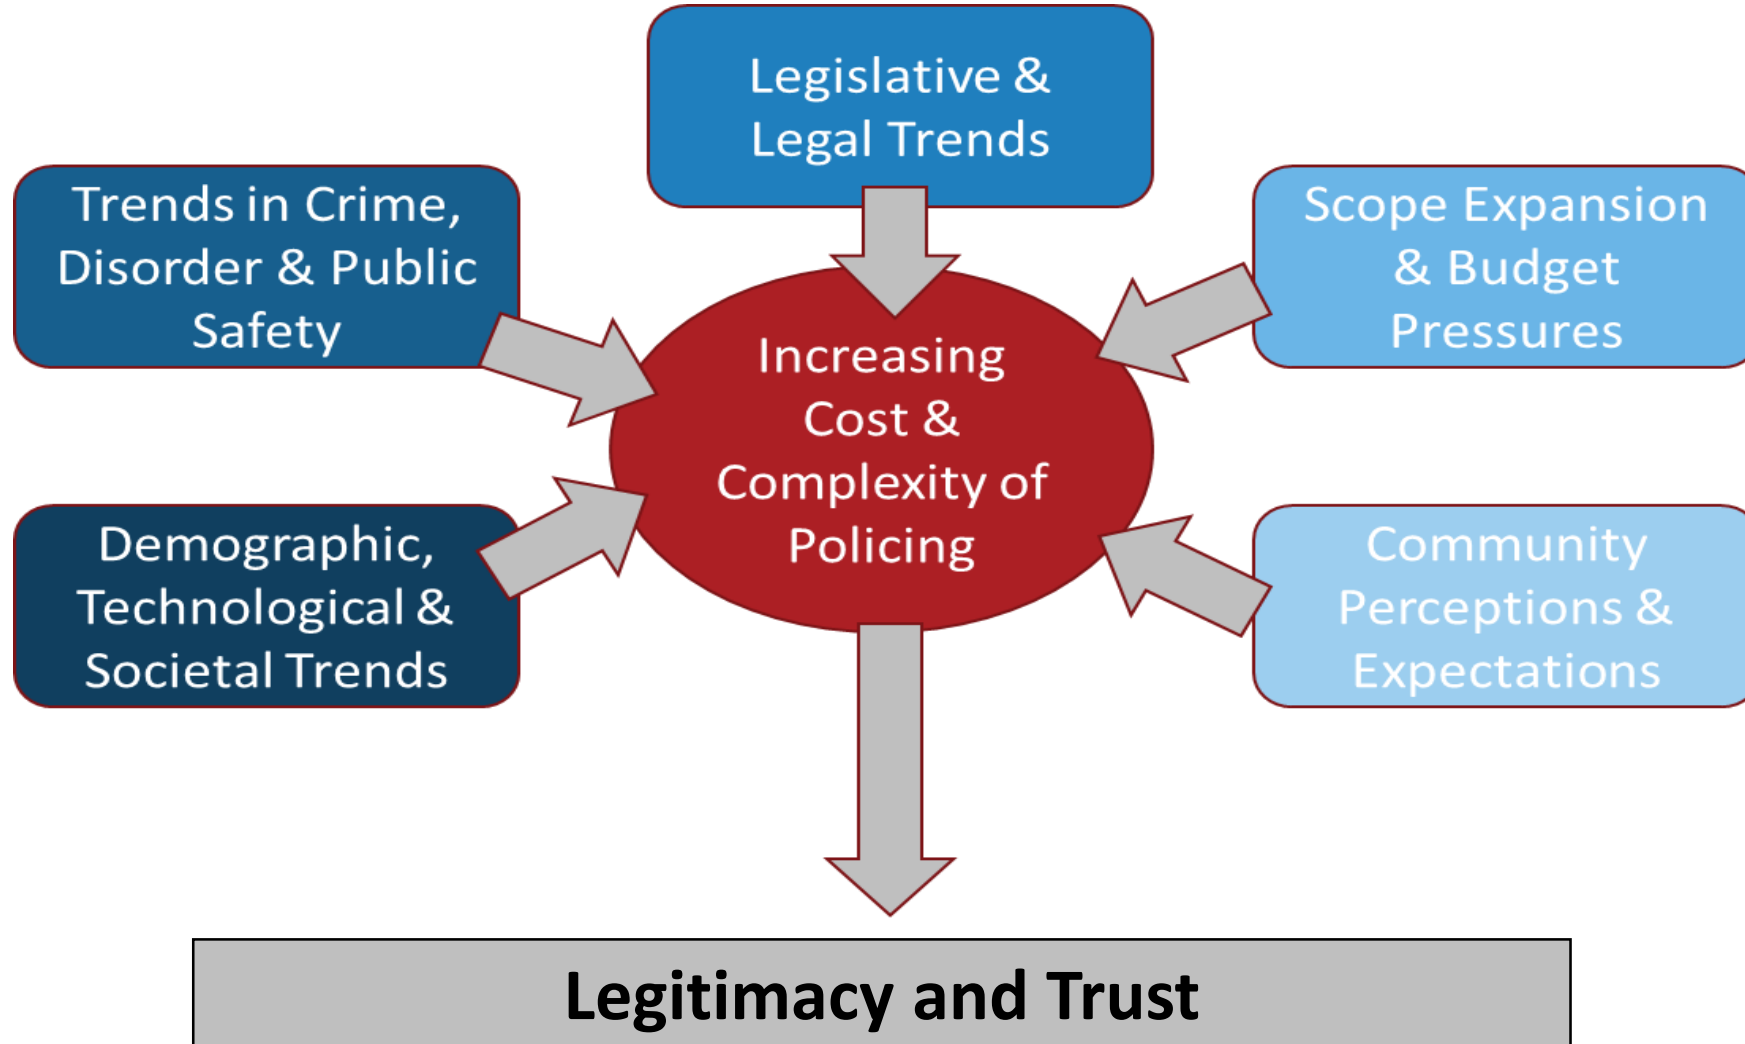 Legislative &
Legal Trends
Trends in Crime,
Disorder & Public
Safety
Scope Expansion
& Budget
Pressures
Increasing
Cost &
Complexity of
Policing
Demographic,
Technological &
Societal Trends
Community
Perceptions &
Expectations
Legitimacy and Trust